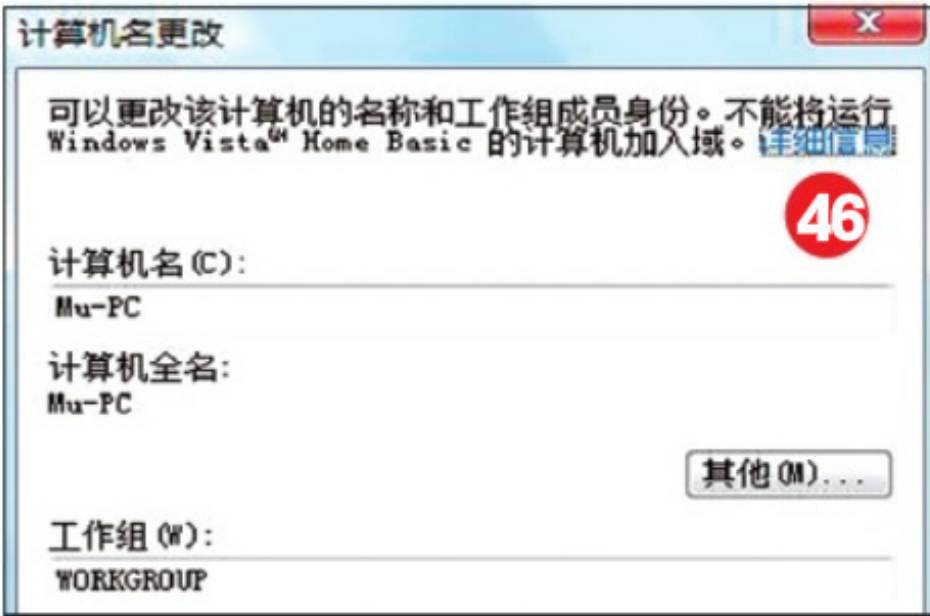 计算机名更改
可以更改该计算机的名称和工作组成员身份。不能将运行
Windows Vista™ Home Basic 的计算机加入域。详细信息
46
计算机名(C):
Mu-PC
计算机全名:
Mu-PC
其他(M)...
工作组(W):
WORKGROUP